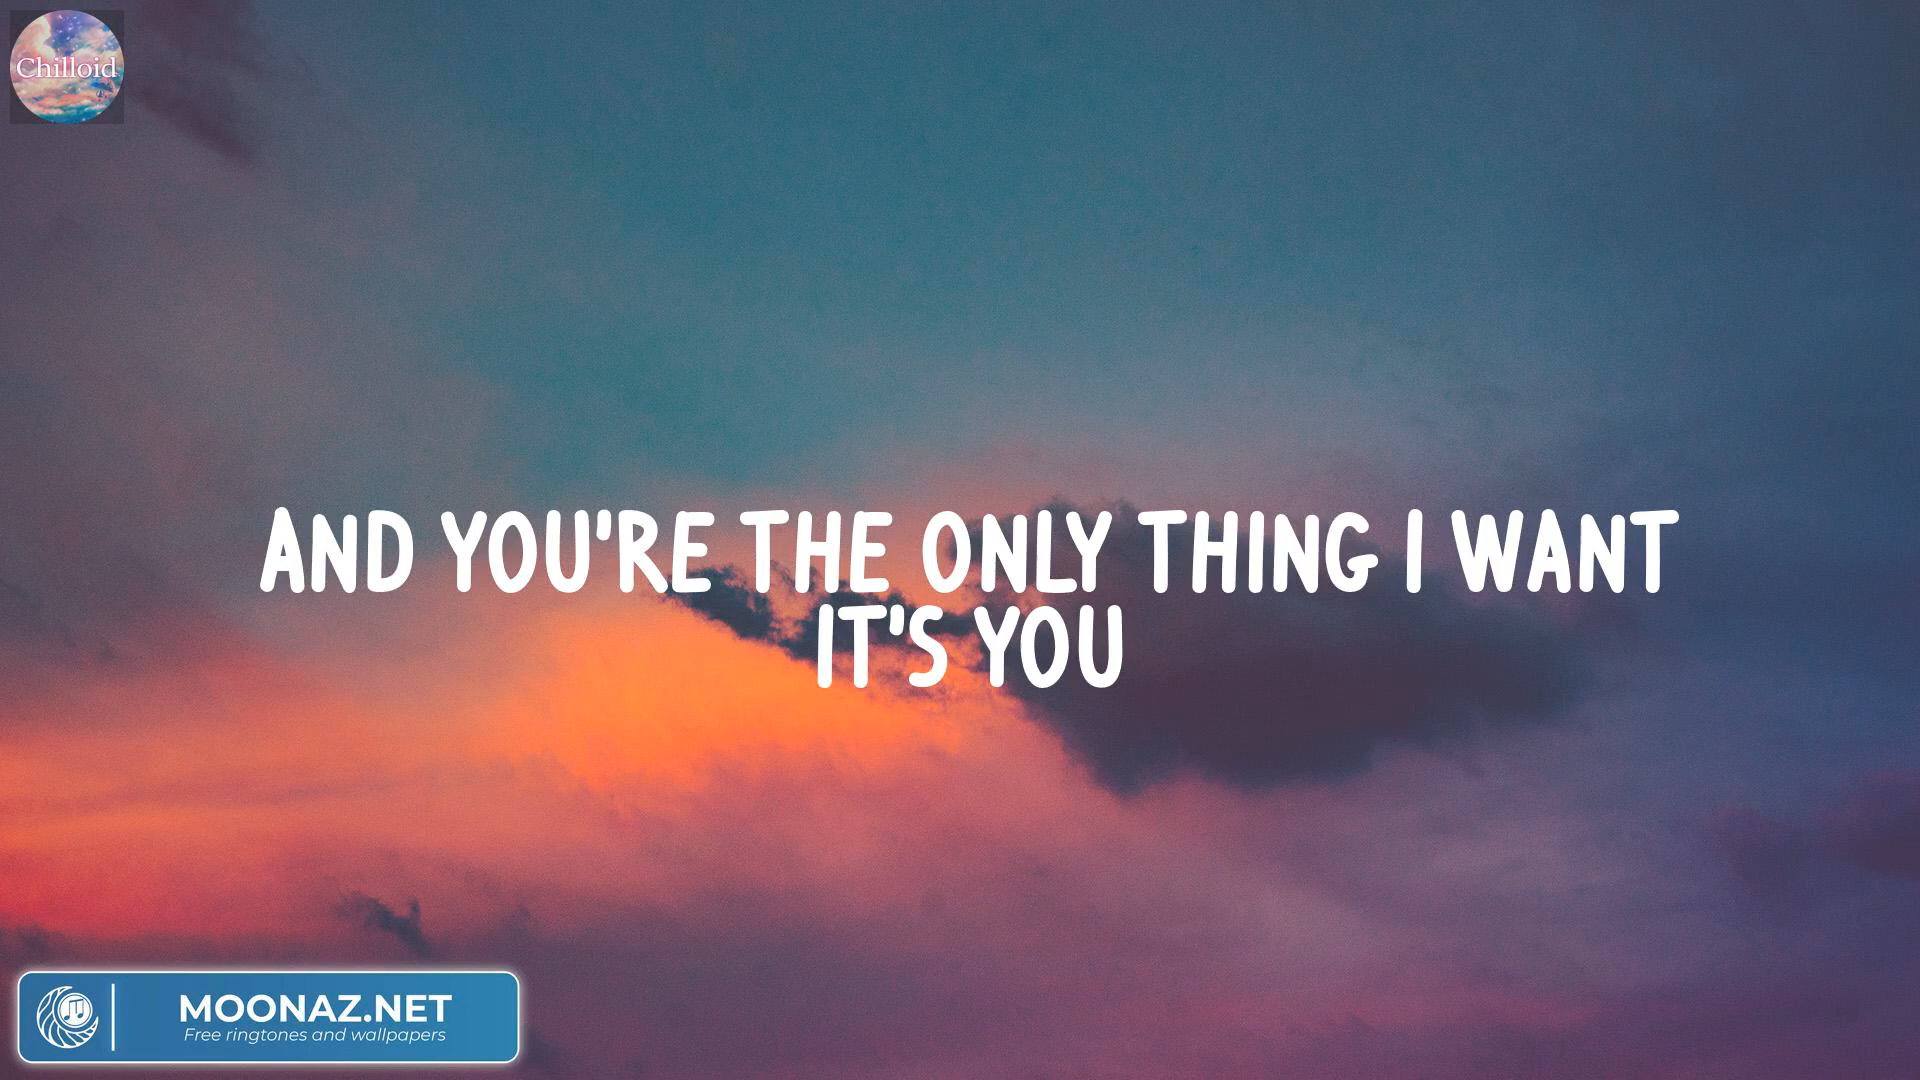 Chilloid
AND YOU'RE THE ONLY THING I WANT
IT'S YOU
MOONAZ.NET
Free ringtones and wallpapers